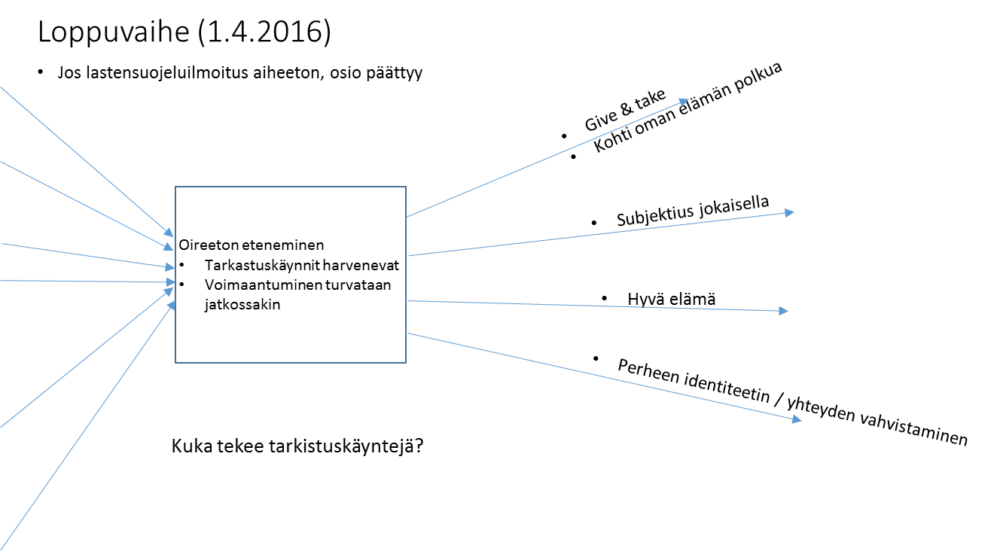 Loppuvaihe (1.4.2016)
• Jos lastensuojeluilmoitus aiheeton, osio päättyy
• Give & take
• Kohti oman elämän polkua
• Subjektius jokaisella
Oireeton eteneminen
• Tarkastuskäynnit harvenevat
• Voimaantuminen turvataan
jatkossakin
• Hyvä elämä
• Perheen identiteetin / yhteyden vahvistaminen
Kuka tekee tarkistuskäyntejä?